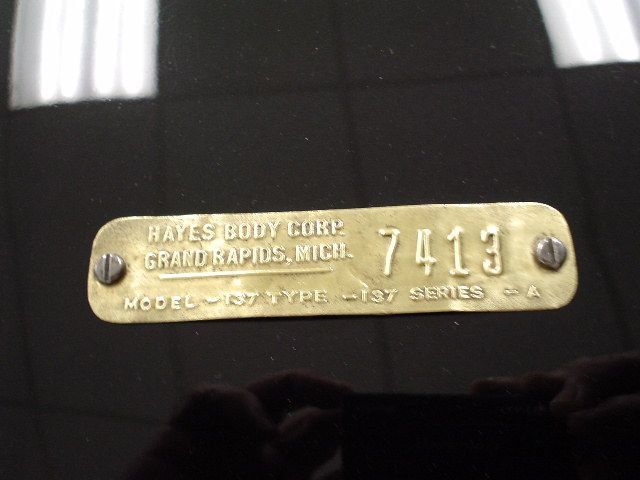 HAYES BODY CORP.
GRAND RAPIDS, MICH. 7413
MODEL -137 TYPE -137 SERIES -A